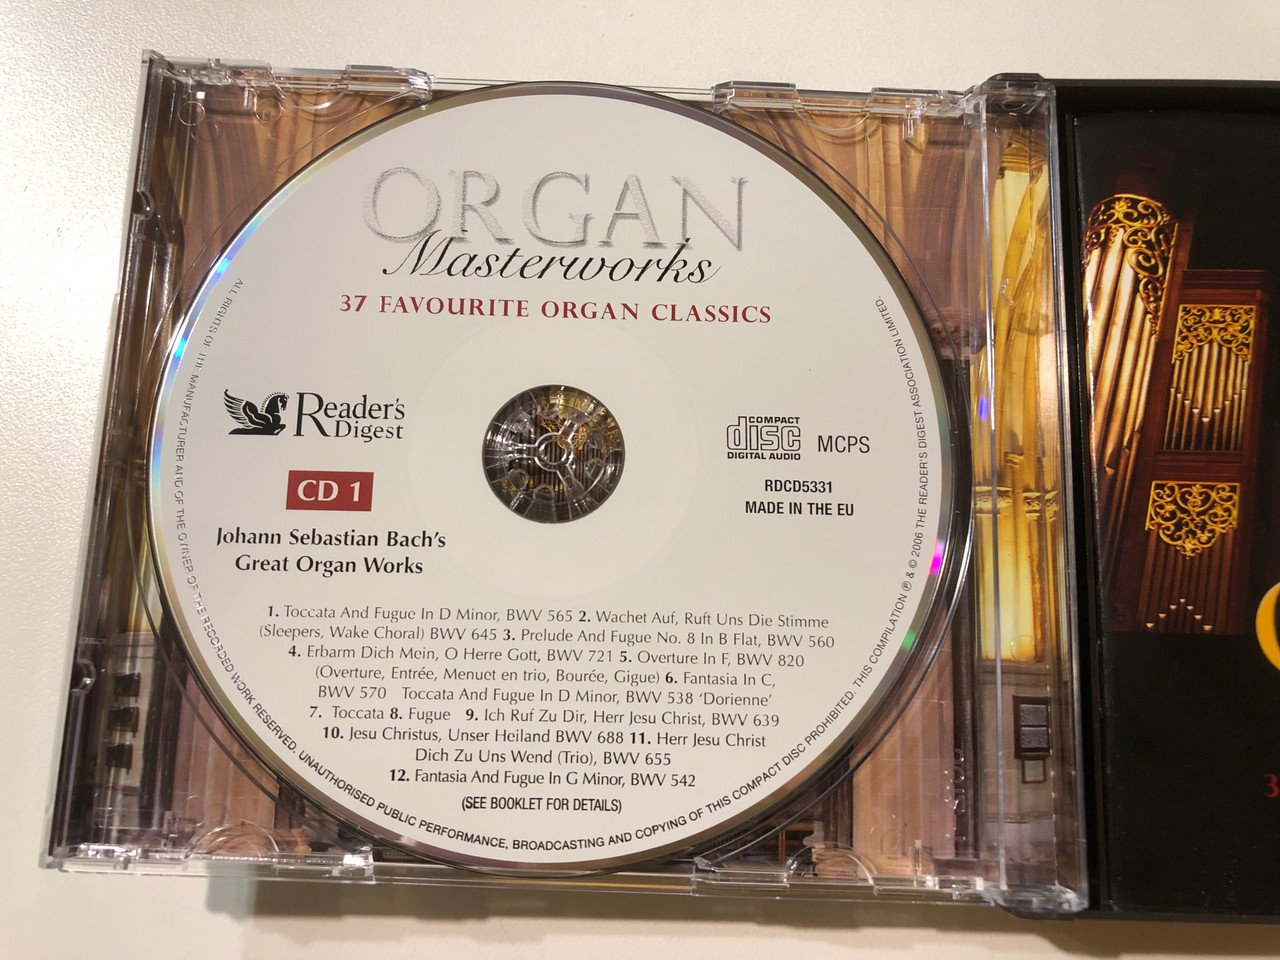 ORGAN
Masterworks
37 FAVOURITE ORGAN CLASSICS
Reader's
Digest
COMPACT
disc
DIGITAL AUDIO
MCPS
RDCD5331
MADE IN THE EU
CD 1
Johann Sebastian Bach's
Great Organ Works
1. Toccata And Fugue In D Minor, BWV 565 2. Wachet Auf, Ruft Uns Die Stimme
(Sleepers, Wake Choral) BWV 645 3. Prelude And Fugue No. 8 In B Flat, BWV 560
4. Erbarm Dich Mein, O Herre Gott, BWV 721 5. Overture In F, BWV 820
(Overture, Entrée, Menuet en trio, Bourée, Gigue) 6. Fantasia In C,
BWV 570 Toccata And Fugue In D Minor, BWV 538 ‘Dorienne’
7. Toccata 8. Fugue 9. Ich Ruf Zu Dir, Herr Jesu Christ, BWV 639
10. Jesu Christus, Unser Heiland BWV 688 11. Herr Jesu Christ
Dich Zu Uns Wend (Trio), BWV 655
12. Fantasia And Fugue In G Minor, BWV 542
(SEE BOOKLET FOR DETAILS)
ALL RIGHTS OF THE MANUFACTURER AND OF THE OWNER OF THE RECORDED WORK RESERVED. UNAUTHORISED PUBLIC PERFORMANCE, BROADCASTING AND COPYING OF THIS COMPACT DISC PROHIBITED. THIS COMPILATION ℗ & © 2006 THE READER'S DIGEST ASSOCIATION LIMITED.
3